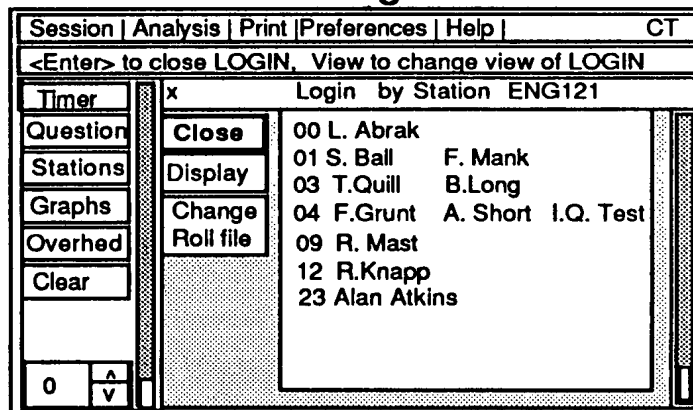 Session | Analysis | Print |Preferences | Help | CT
<Enter> to close LOGIN, View to change view of LOGIN
Timer
Question
Stations
Graphs
Overhed
Clear
0
^
v
x Login by Station ENG121
Close
Display
Change
Roll file
00 L. Abrak
01 S. Ball F. Mank
03 T.Quill B.Long
04 F.Grunt A. Short I.Q. Test
09 R. Mast
12 R.Knapp
23 Alan Atkins